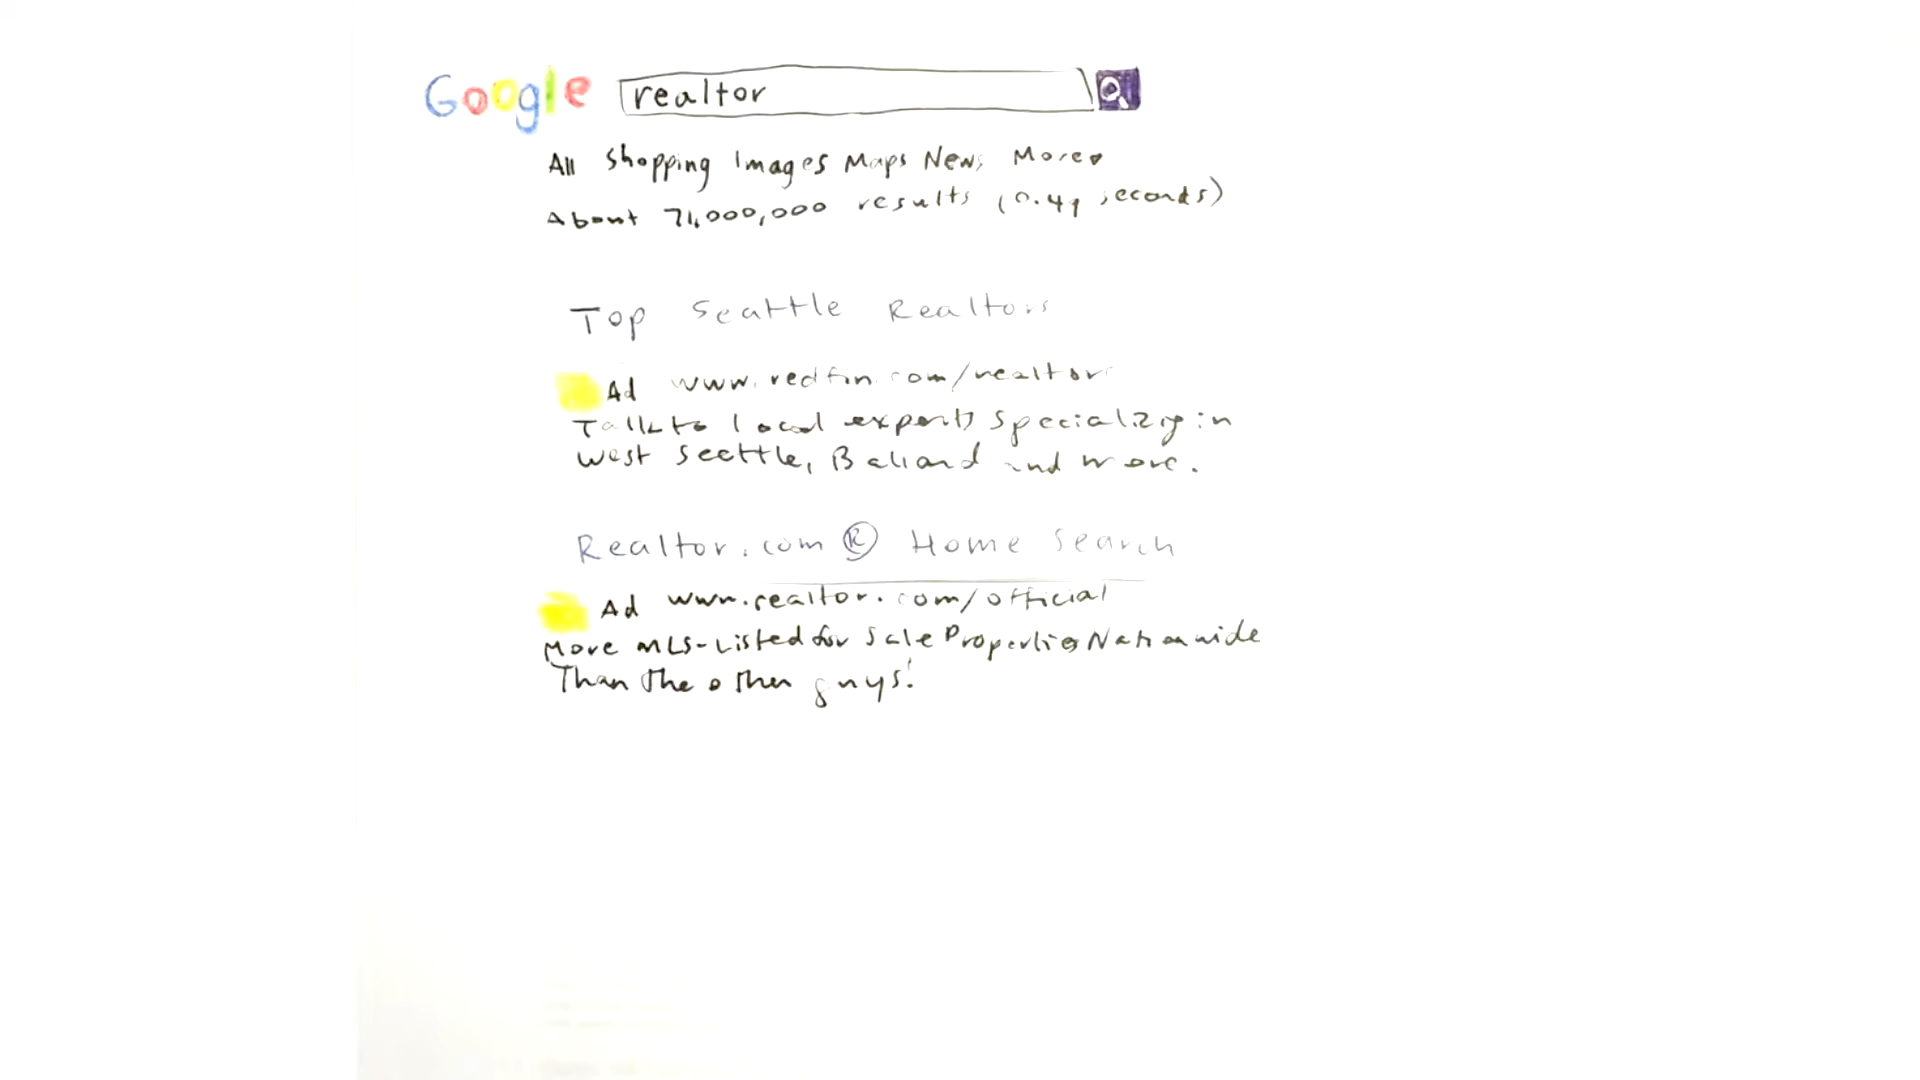 Google realtor
All Shopping Images Maps News More
About 71,000,000 results (0.49 seconds)
Top Seattle Realtors
Ad www.redfin.com/realtors
Talk to local experts specializing in
West Seattle, Ballard and more.
Realtor.com® Home Search
Ad www.realtor.com/official
More MLS-Listed for Sale Properties Nationwide
Than the other guys!